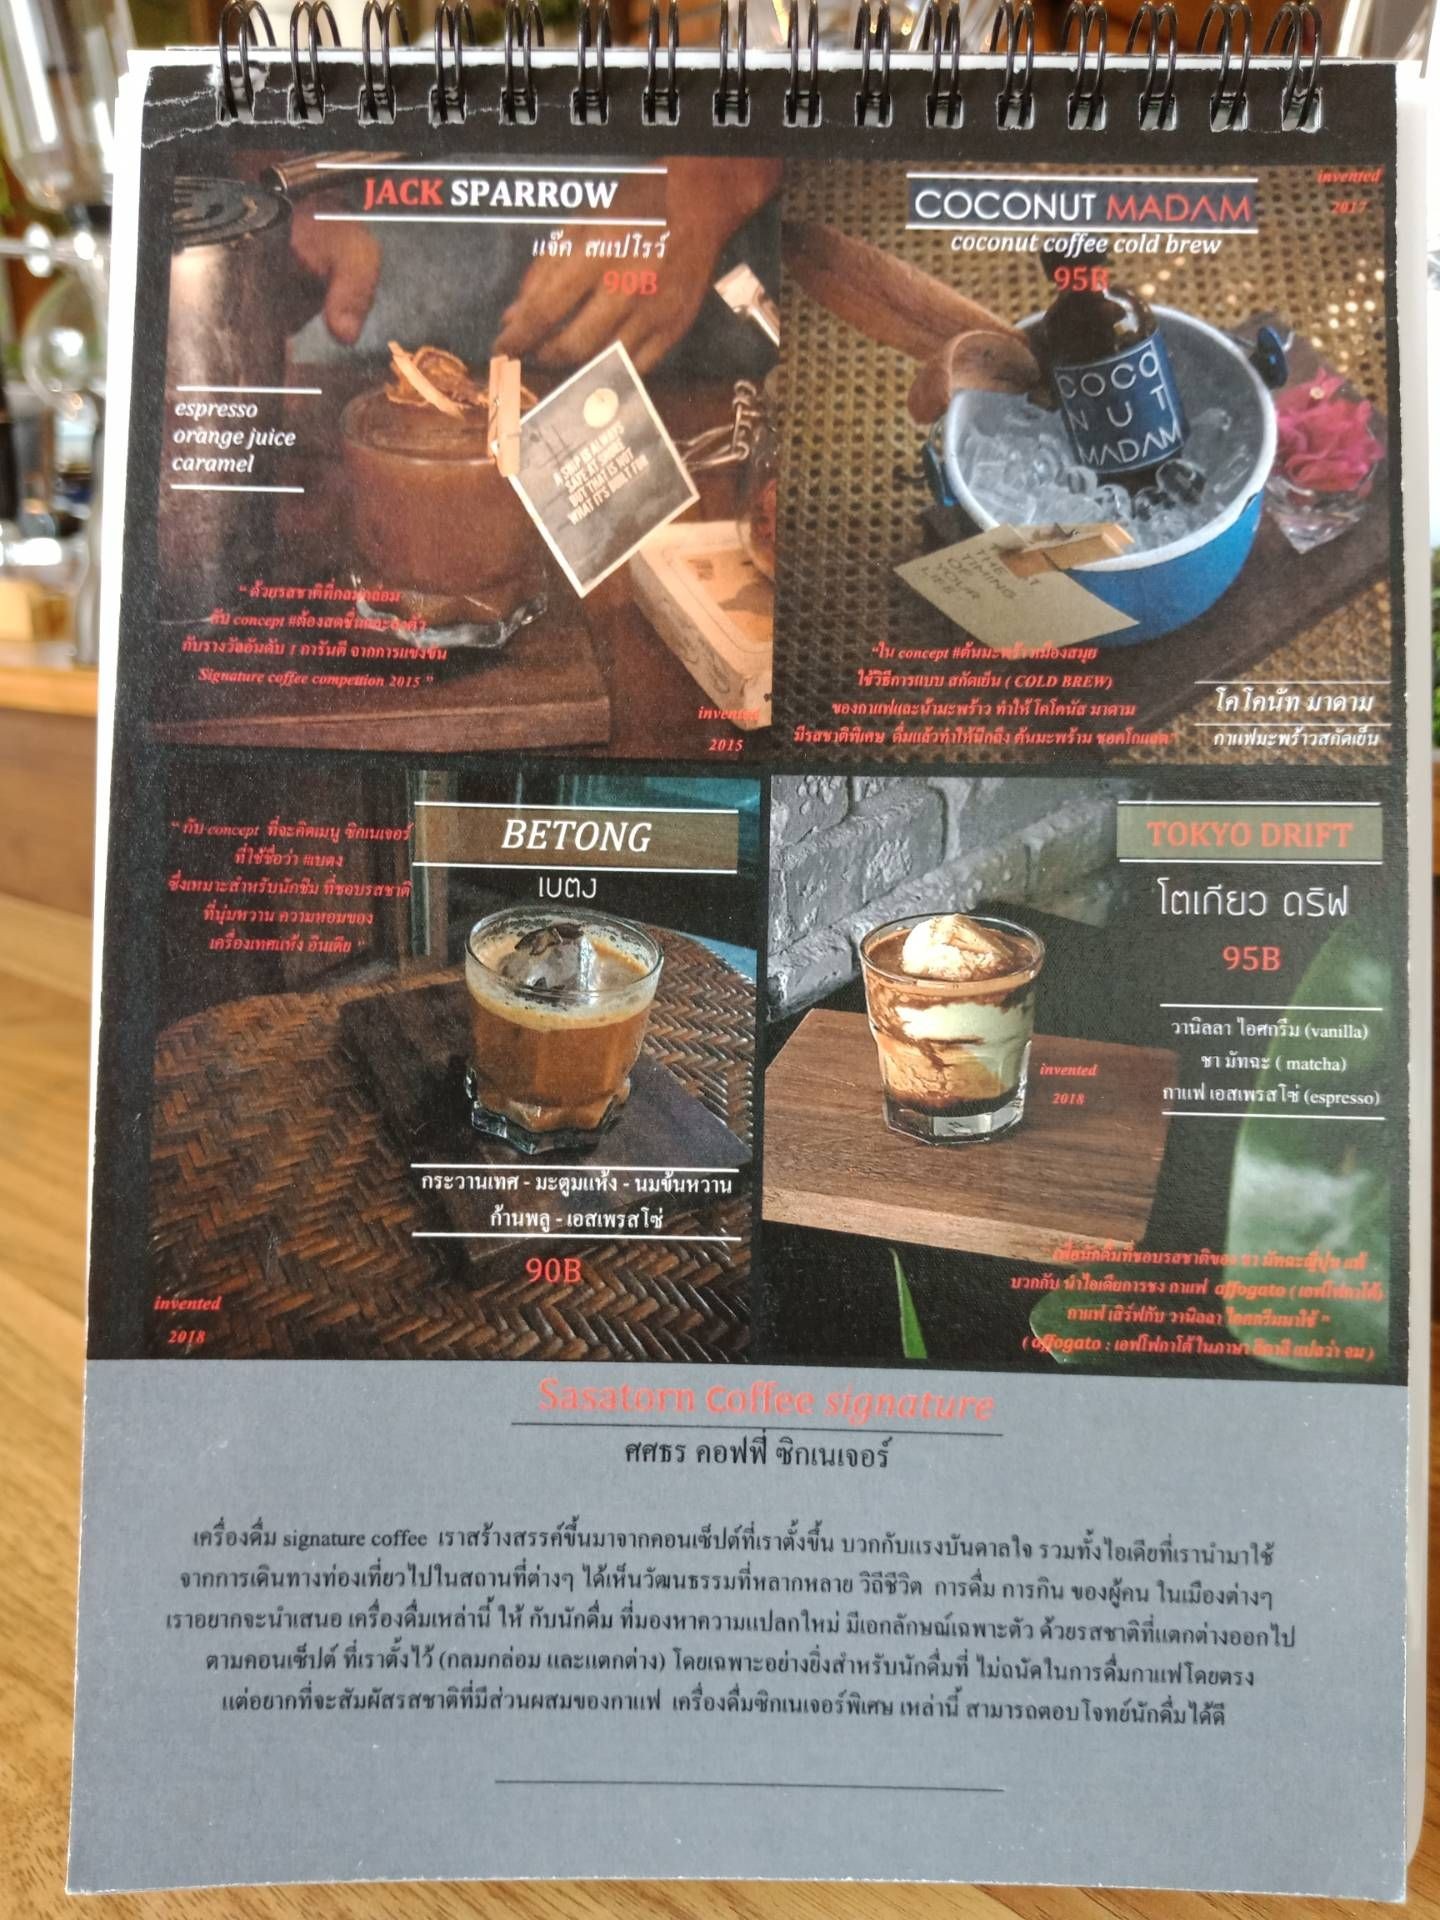 JACK SPARROW
แจ๊ค สแปโรว์
90B
espresso
orange juice
caramel
A SHIP IS ALWAYS
SAFE AT SHORE
BUT THAT IS NOT
WHAT IT'S BUILT FOR
“ ด้วยรสชาติที่กลมกล่อม
กับ concept #ต้องสดชื่นและลงตัว
กับรางวัลอันดับ 1 การันตี จากการแข่งขัน
Signature coffee compettion 2015 ”
invented
2015
COCONUT MADAM
coconut coffee cold brew
95B
invented
2017
COCO
NUT
MADAM
THE
TIMING
OF
YOUR
LIFE
“ใน concept #ต้นมะพร้าวเมืองสมุย
ใช้วิธีการแบบ สกัดเย็น ( COLD BREW)
ของกาแฟและน้ำมะพร้าว ทำให้ โคโคนัส มาดาม
มีรสชาติพิเศษ ดื่มแล้วทำให้นึกถึง ต้นมะพร้าน ชอคโกแลต”
โคโคนัท มาดาม
กาแฟมะพร้าวสกัดเย็น
“ กับ concept ที่จะคิดเมนู ซิกเนเจอร์
ที่ใช้ชื่อว่า #เบตง
ซึ่งเหมาะสำหรับนักชิม ที่ชอบรสชาติ
ที่นุ่มหวาน ความหอมของ
เครื่องเทศแห้ง อินเดีย ”
BETONG
เบตง
กระวานเทศ - มะตูมแห้ง - นมข้นหวาน
ก้านพลู - เอสเพรสโซ่
90B
invented
2018
TOKYO DRIFT
โตเกียว ดริฟ
95B
วานิลลา ไอศกรีม (vanilla)
ชา มัทฉะ ( matcha)
กาแฟ เอสเพรสโซ่ (espresso)
invented
2018
เพื่อนักดื่มที่ชอบรสชาติของ ชา มัทฉะญี่ปุ่น แท้
บวกกับ นำไอเดียการชง กาแฟ affogato ( เอฟโฟกาโต้)
กาแฟ เสิร์ฟกับ วานิลลา ไอศกรีมมาใช้ ”
( affogato : เอฟโฟกาโต้ ในภาษา อิตาลี แปลว่า จม )
Sasatorn Coffee signature
ศศธร คอฟฟี่ ซิกเนเจอร์
เครื่องดื่ม signature coffee เราสร้างสรรค์ขึ้นมาจากคอนเซ็ปต์ที่เราตั้งขึ้น บวกกับแรงบันดาลใจ รวมทั้งไอเดียที่เรานำมาใช้
จากการเดินทางท่องเที่ยวไปในสถานที่ต่างๆ ได้เห็นวัฒนธรรมที่หลากหลาย วิถีชีวิต การดื่ม การกิน ของผู้คน ในเมืองต่างๆ
เราอยากจะนำเสนอ เครื่องดื่มเหล่านี้ ให้ กับนักดื่ม ที่มองหาความแปลกใหม่ มีเอกลักษณ์เฉพาะตัว ด้วยรสชาติที่แตกต่างออกไป
ตามคอนเซ็ปต์ ที่เราตั้งไว้ (กลมกล่อม และแตกต่าง) โดยเฉพาะอย่างยิ่งสำหรับนักดื่มที่ ไม่ถนัดในการดื่มกาแฟโดยตรง
แต่อยากที่จะสัมผัสรสชาติที่มีส่วนผสมของกาแฟ เครื่องดื่มซิกเนเจอร์พิเศษ เหล่านี้ สามารถตอบโจทย์นักดื่มได้ดี